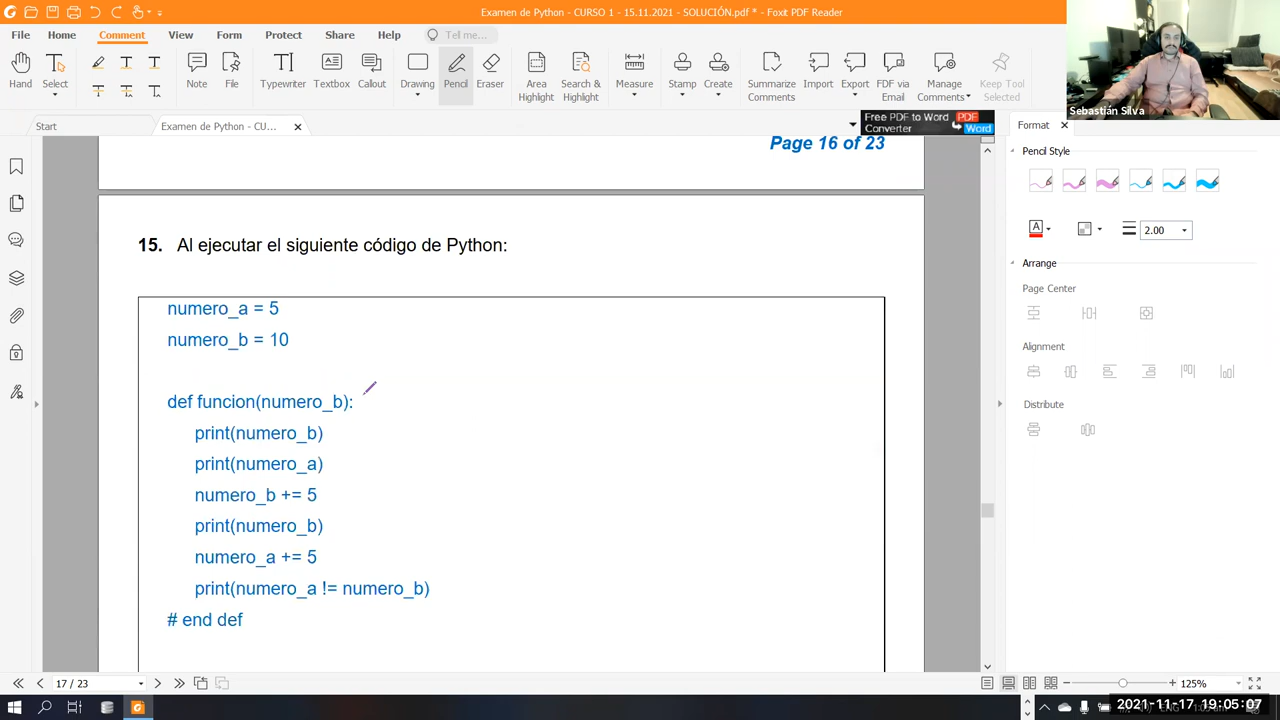 Examen de Python - CURSO 1 - 15.11.2021 - SOLUCIÓN.pdf * - Foxit PDF Reader
File Home Comment View Form Protect Share Help Tell me...
Hand Select Note File Typewriter Textbox Callout Drawing Pencil Eraser Area Highlight Search & Highlight Measure Stamp Create Summarize Comments Import Export FDF via Email Manage Comments Keep Tool Selected
Sebastián Silva
Start Examen de Python - CU...
Free PDF to Word Converter PDF Word
Format
Page 16 of 23
Pencil Style
15. Al ejecutar el siguiente código de Python:
2.00
Arrange
Page Center
numero_a = 5
numero_b = 10
Alignment
def funcion(numero_b):
Distribute
print(numero_b)
print(numero_a)
numero_b += 5
print(numero_b)
numero_a += 5
print(numero_a != numero_b)
# end def
17 / 23
125%
2021-11-17 19:05:07